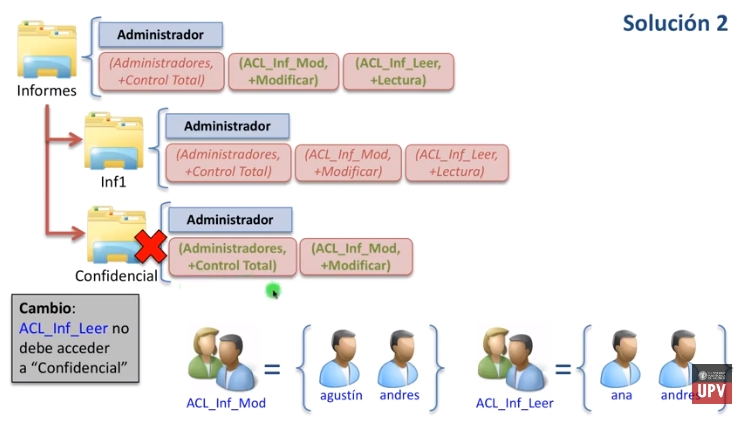 Solución 2
Administrador
(Administradores,
+Control Total)
(ACL_Inf_Mod,
+Modificar)
(ACL_Inf_Leer,
+Lectura)
Informes
Administrador
(Administradores,
+Control Total)
(ACL_Inf_Mod,
+Modificar)
(ACL_Inf_Leer,
+Lectura)
Inf1
Administrador
(Administradores,
+Control Total)
(ACL_Inf_Mod,
+Modificar)
Confidencial
Cambio:
ACL_Inf_Leer no
debe acceder
a “Confidencial”
=
agustín
andres
ACL_Inf_Mod
=
ana
andres
ACL_Inf_Leer
UPV